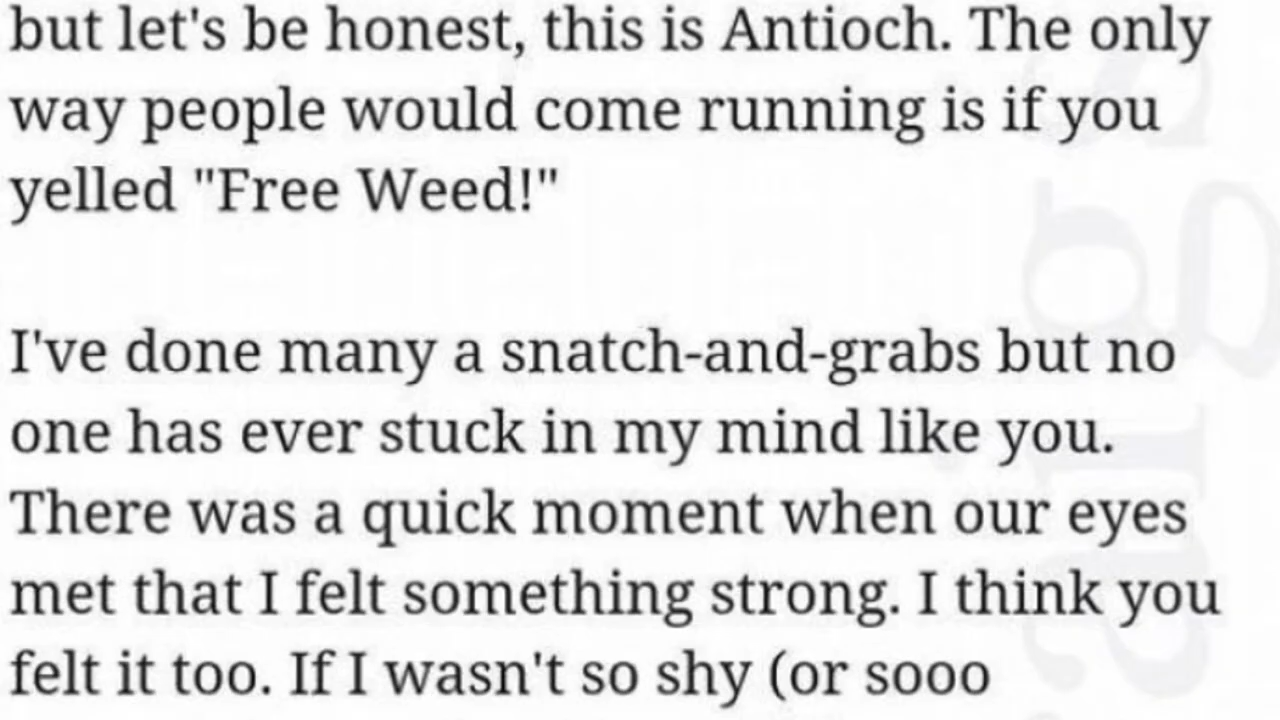 but let's be honest, this is Antioch. The only
way people would come running is if you
yelled "Free Weed!"
I've done many a snatch-and-grabs but no
one has ever stuck in my mind like you.
There was a quick moment when our eyes
met that I felt something strong. I think you
felt it too. If I wasn't so shy (or sooo